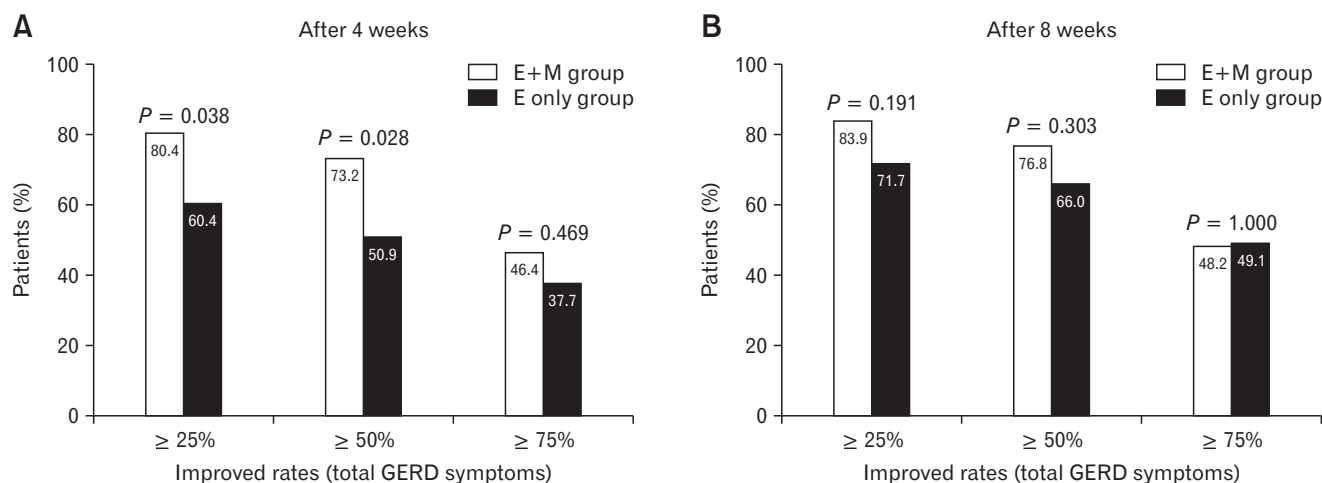 A
After 4 weeks
E+M group
E only group
Patients (%)
100
80
60
40
20
0
P = 0.038
80.4
60.4
P = 0.028
73.2
50.9
P = 0.469
46.4
37.7
≥ 25%
≥ 50%
≥ 75%
Improved rates (total GERD symptoms)
B
After 8 weeks
E+M group
E only group
Patients (%)
100
80
60
40
20
0
P = 0.191
83.9
71.7
P = 0.303
76.8
66.0
P = 1.000
48.2
49.1
≥ 25%
≥ 50%
≥ 75%
Improved rates (total GERD symptoms)